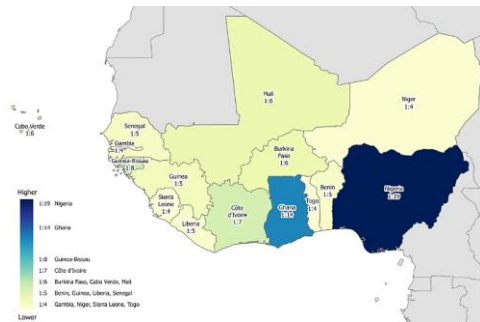 Mali
1:6
Niger
1:4
Cabo Verde
1:6
Senegal
1:5
Gambia
1:4
Guinea-Bissau
1:8
Guinea
1:5
Burkina
Faso
1:6
Sierra
Leone
1:4
Liberia
1:5
Côte
d'Ivoire
1:7
Ghana
1:14
Togo
1:4
Benin
1:5
Nigeria
1:19
Higher
1:19 Nigeria
1:14 Ghana
1:8 Guinea-Bissau
1:7 Côte d'Ivoire
1:6 Burkina Faso, Cabo Verde, Mali
1:5 Benin, Guinea, Liberia, Senegal
1:4 Gambia, Niger, Sierra Leone, Togo
Lower